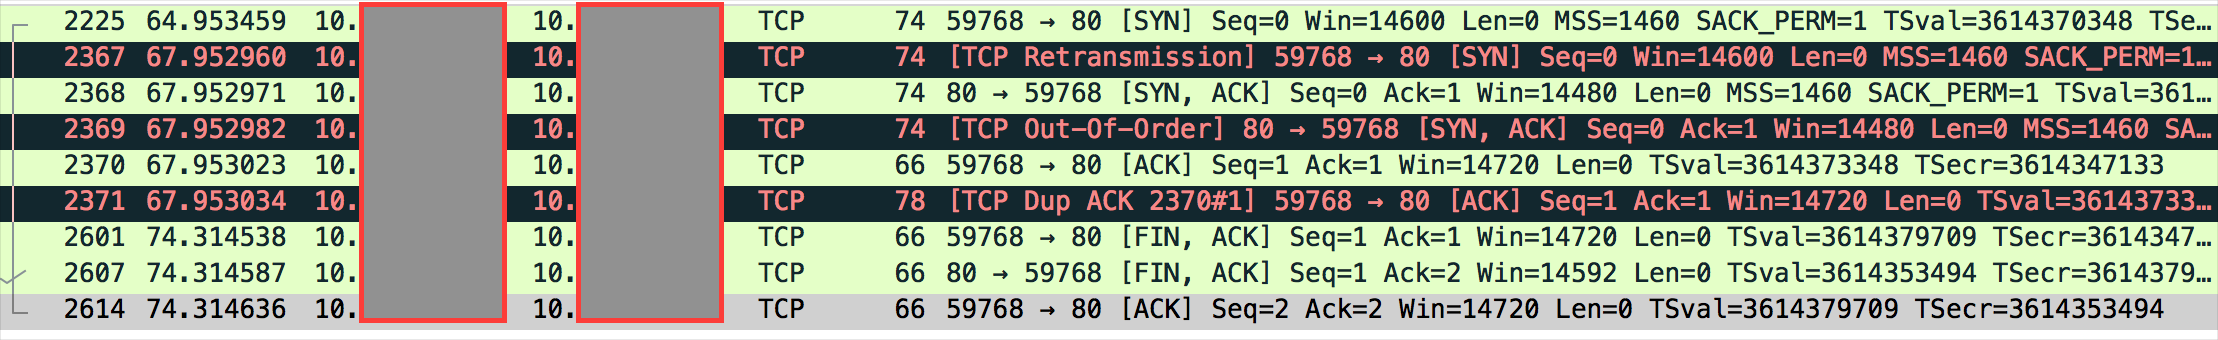 2225 64.953459 10. 10. TCP 74 59768 → 80 [SYN] Seq=0 Win=14600 Len=0 MSS=1460 SACK_PERM=1 TSval=3614370348 TSe…
2367 67.952960 10. 10. TCP 74 [TCP Retransmission] 59768 → 80 [SYN] Seq=0 Win=14600 Len=0 MSS=1460 SACK_PERM=1…
2368 67.952971 10. 10. TCP 74 80 → 59768 [SYN, ACK] Seq=0 Ack=1 Win=14480 Len=0 MSS=1460 SACK_PERM=1 TSval=361…
2369 67.952982 10. 10. TCP 74 [TCP Out-Of-Order] 80 → 59768 [SYN, ACK] Seq=0 Ack=1 Win=14480 Len=0 MSS=1460 SA…
2370 67.953023 10. 10. TCP 66 59768 → 80 [ACK] Seq=1 Ack=1 Win=14720 Len=0 TSval=3614373348 TSecr=3614347133
2371 67.953034 10. 10. TCP 78 [TCP Dup ACK 2370#1] 59768 → 80 [ACK] Seq=1 Ack=1 Win=14720 Len=0 TSval=36143733…
2601 74.314538 10. 10. TCP 66 59768 → 80 [FIN, ACK] Seq=1 Ack=1 Win=14720 Len=0 TSval=3614379709 TSecr=3614347…
2607 74.314587 10. 10. TCP 66 80 → 59768 [FIN, ACK] Seq=1 Ack=2 Win=14592 Len=0 TSval=3614353494 TSecr=3614379…
2614 74.314636 10. 10. TCP 66 59768 → 80 [ACK] Seq=2 Ack=2 Win=14720 Len=0 TSval=3614379709 TSecr=3614353494